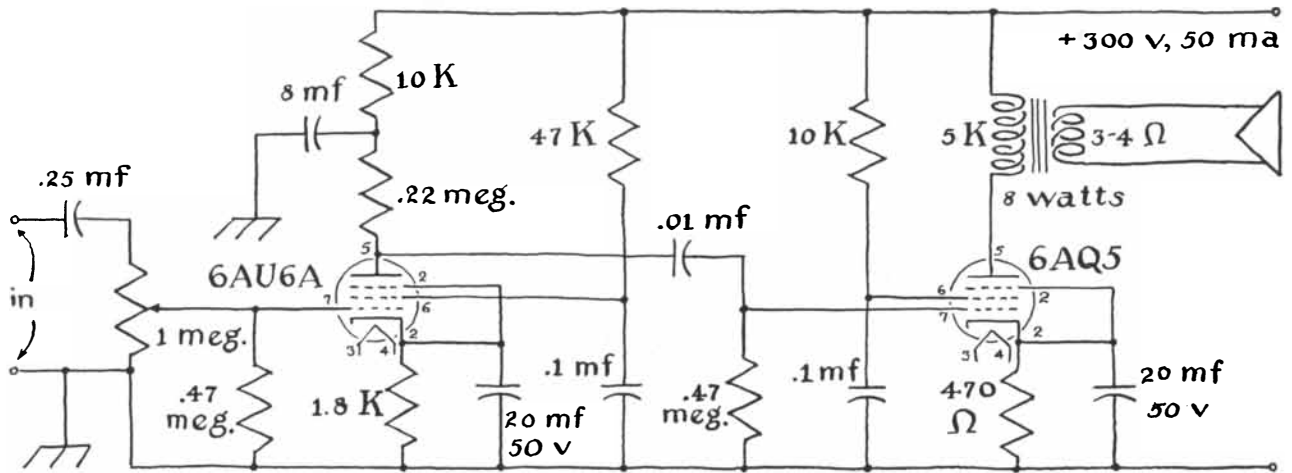 +300 v, 50 ma
10 K
8 mf
47 K
10 K
5 K
3-4 Ω
8 watts
.25 mf
.22 meg.
.01 mf
in
6AU6A
5
2
6
7
2
3
4
6AQ5
5
6
2
7
2
3
4
1 meg.
.47
meg.
1.8 K
20 mf
50 v
.1 mf
.47
meg.
.1 mf
470
Ω
20 mf
50 v